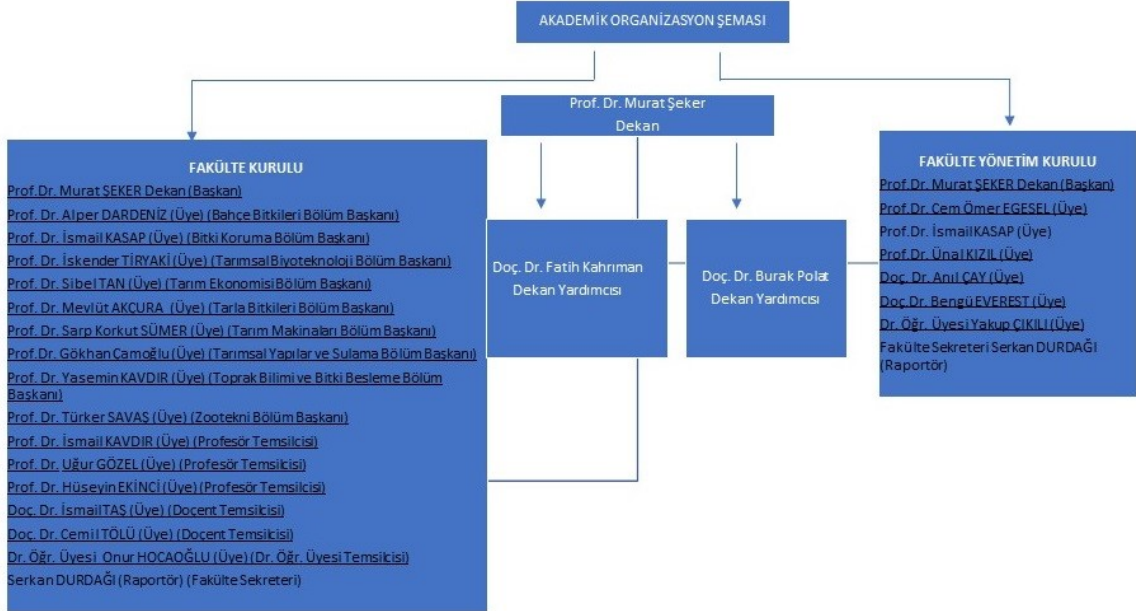 AKADEMİK ORGANİZASYON ŞEMASI
Prof. Dr. Murat Şeker
Dekan
FAKÜLTE KURULU
Prof.Dr. Murat ŞEKER Dekan (Başkan)
Prof. Dr. Alper DARDENİZ (Üye) (Bahçe Bitkileri Bölüm Başkanı)
Prof. Dr. İsmail KASAP (Üye) (Bitki Koruma Bölüm Başkanı)
Prof. Dr. İskender TİRYAKİ (Üye) (Tarımsal Biyoteknoloji Bölüm Başkanı)
Prof. Dr. Sibel TAN (Üye) (Tarım Ekonomisi Bölüm Başkanı)
Prof. Dr. Mevlüt AKÇURA (Üye) (Tarla Bitkileri Bölüm Başkanı)
Prof. Dr. Sarp Korkut SÜMER (Üye) (Tarım Makinaları Bölüm Başkanı)
Prof.Dr. Gökhan Çamoğlu (Üye) (Tarımsal Yapılar ve Sulama Bölüm Başkanı)
Prof. Dr. Yasemin KAVDIR (Üye) (Toprak Bilimi ve Bitki Besleme Bölüm
Başkanı)
Prof. Dr. Türker SAVAŞ (Üye) (Zootekni Bölüm Başkanı)
Prof. Dr. İsmail KAVDIR (Üye) (Profesör Temsilcisi)
Prof. Dr. Uğur GÖZEL (Üye) (Profesör Temsilcisi)
Prof. Dr. Hüseyin EKİNCİ (Üye) (Profesör Temsilcisi)
Doç. Dr. İsmail TAŞ (Üye) (Doçent Temsilcisi)
Doç. Dr. Cemil TÖLÜ (Üye) (Doçent Temsilcisi)
Dr. Öğr. Üyesi Onur HOCAOĞLU (Üye) (Dr. Öğr. Üyesi Temsilcisi)
Serkan DURDAĞI (Raportör) (Fakülte Sekreteri)
Doç. Dr. Fatih Kahrıman
Dekan Yardımcısı
Doç. Dr. Burak Polat
Dekan Yardımcısı
FAKÜLTE YÖNETİM KURULU
Prof.Dr. Murat ŞEKER Dekan (Başkan)
Prof.Dr. Cem Ömer EGESEL (Üye)
Prof.Dr. İsmail KASAP (Üye)
Prof.Dr. Ünal KIZIL (Üye)
Doç. Dr. Anıl ÇAY (Üye)
Doç.Dr. Bengü EVEREST (Üye)
Dr. Öğr. Üyesi Yakup ÇIKILI (Üye)
Fakülte Sekreteri Serkan DURDAĞI
(Raportör)